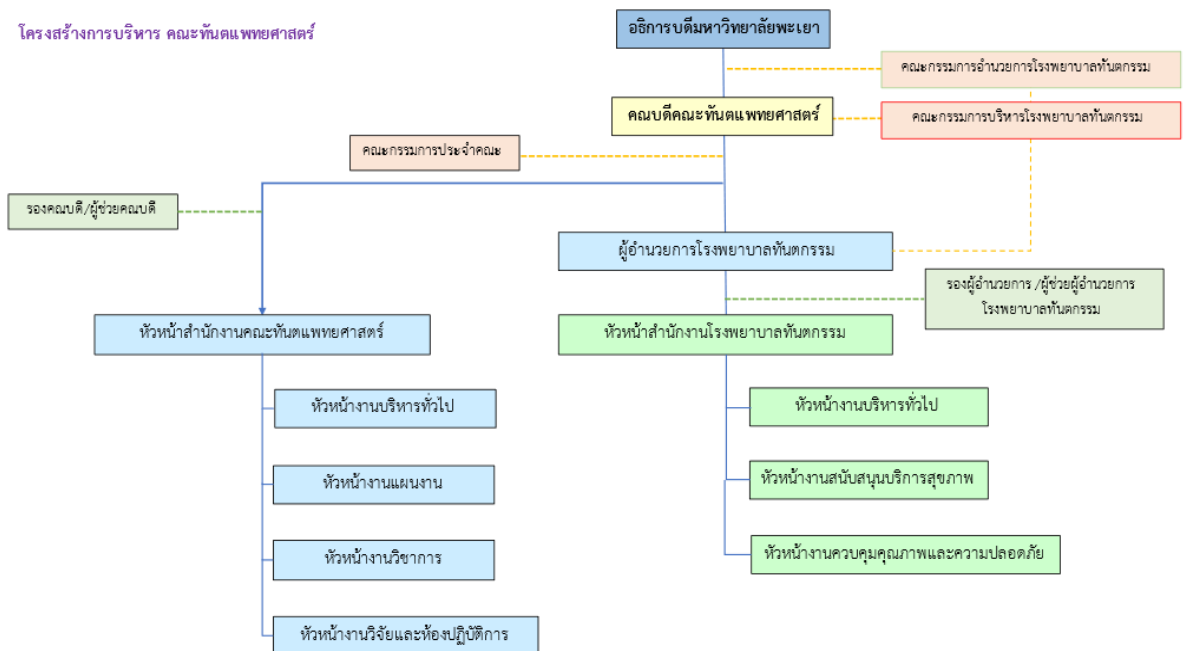 โครงสร้างการบริหาร คณะทันตแพทยศาสตร์
อธิการบดีมหาวิทยาลัยพะเยา
คณะกรรมการอำนวยการโรงพยาบาลทันตกรรม
คณบดีคณะทันตแพทยศาสตร์
คณะกรรมการบริหารโรงพยาบาลทันตกรรม
คณะกรรมการประจำคณะ
รองคณบดี/ผู้ช่วยคณบดี
ผู้อำนวยการโรงพยาบาลทันตกรรม
รองผู้อำนวยการ /ผู้ช่วยผู้อำนวยการ
โรงพยาบาลทันตกรรม
หัวหน้าสำนักงานคณะทันตแพทยศาสตร์
หัวหน้าสำนักงานโรงพยาบาลทันตกรรม
หัวหน้างานบริหารทั่วไป
หัวหน้างานบริหารทั่วไป
หัวหน้างานแผนงาน
หัวหน้างานสนับสนุนบริการสุขภาพ
หัวหน้างานวิชาการ
หัวหน้างานควบคุมคุณภาพและความปลอดภัย
หัวหน้างานวิจัยและห้องปฏิบัติการ